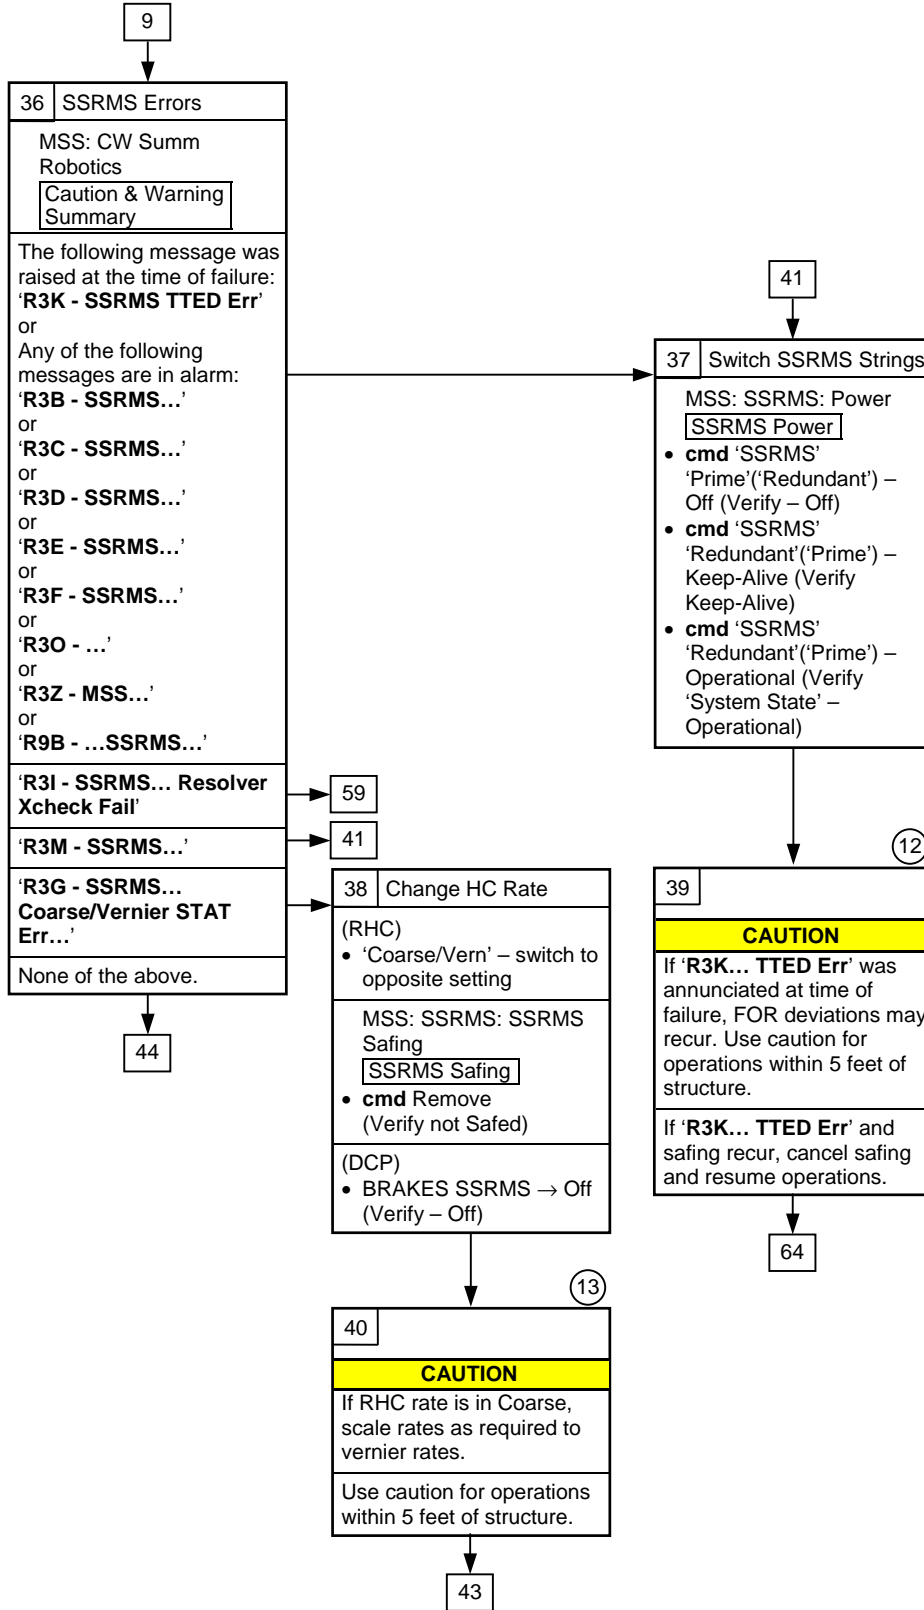 9
36 SSRMS Errors
MSS: CW Summ
Robotics
Caution & Warning
Summary
The following message was
raised at the time of failure:
‘R3K - SSRMS TTED Err’
or
Any of the following
messages are in alarm:
‘R3B - SSRMS…’
or
‘R3C - SSRMS…’
or
‘R3D - SSRMS…’
or
‘R3E - SSRMS…’
or
‘R3F - SSRMS…’
or
‘R3O - …’
or
‘R3Z - MSS…’
or
‘R9B - …SSRMS…’
‘R3I - SSRMS… Resolver
Xcheck Fail’
59
‘R3M - SSRMS…’
41
‘R3G - SSRMS…
Coarse/Vernier STAT
Err…’
None of the above.
44
41
37 Switch SSRMS Strings
MSS: SSRMS: Power
SSRMS Power
• cmd ‘SSRMS’
‘Prime’(‘Redundant’) –
Off (Verify – Off)
• cmd ‘SSRMS’
‘Redundant’(‘Prime’) –
Keep-Alive (Verify
Keep-Alive)
• cmd ‘SSRMS’
‘Redundant’(‘Prime’) –
Operational (Verify
‘System State’ –
Operational)
38 Change HC Rate
(RHC)
• ‘Coarse/Vern’ – switch to
opposite setting
MSS: SSRMS: SSRMS
Safing
SSRMS Safing
• cmd Remove
(Verify not Safed)
(DCP)
• BRAKES SSRMS → Off
(Verify – Off)
12
39
CAUTION
If ‘R3K… TTED Err’ was
annunciated at time of
failure, FOR deviations may
recur. Use caution for
operations within 5 feet of
structure.
If ‘R3K… TTED Err’ and
safing recur, cancel safing
and resume operations.
64
13
40
CAUTION
If RHC rate is in Coarse,
scale rates as required to
vernier rates.
Use caution for operations
within 5 feet of structure.
43